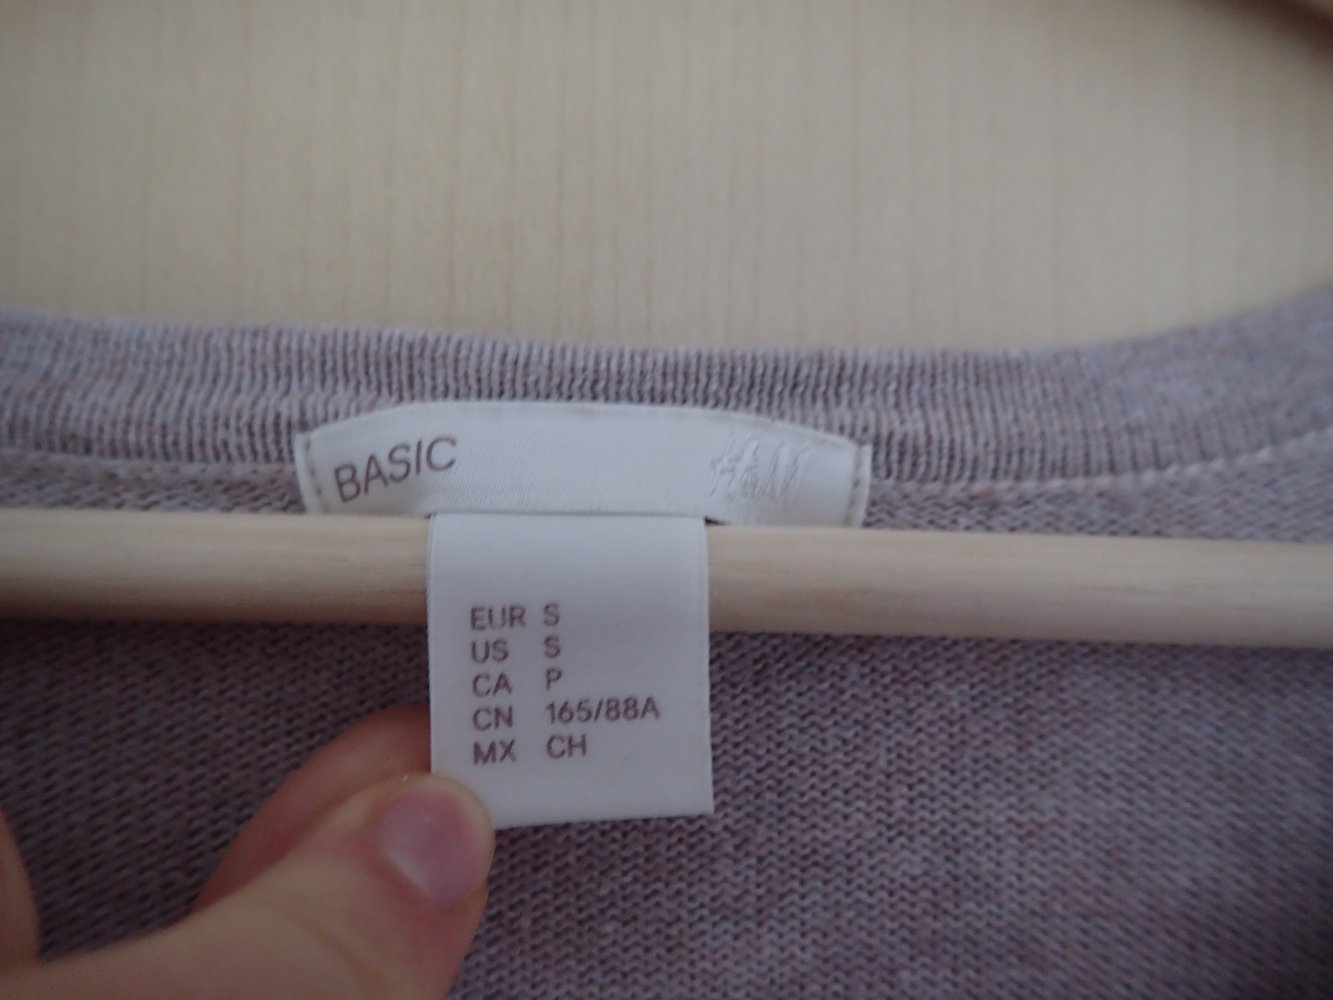 BASIC H&M
EUR S
US S
CA P
CN 165/88A
MX CH